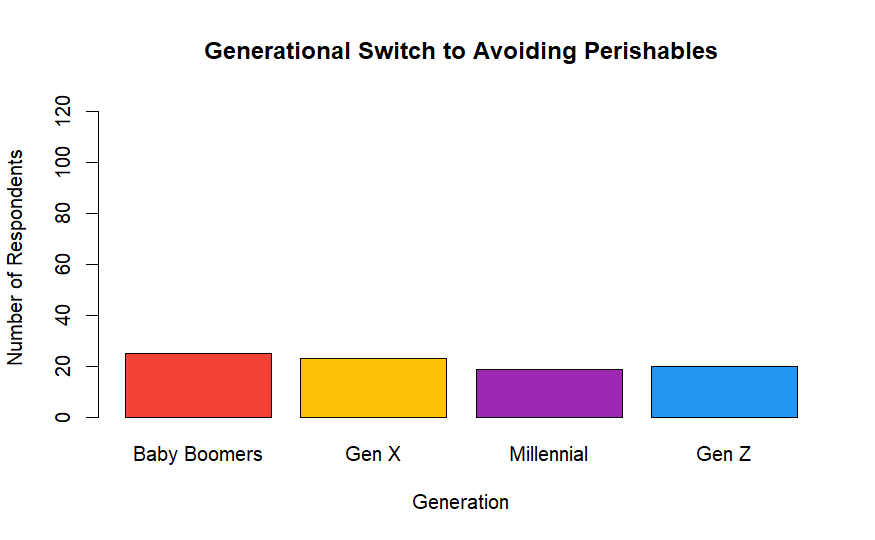 Generational Switch to Avoiding Perishables
Number of Respondents
120
100
80
60
40
20
0
Baby Boomers
Gen X
Millennial
Gen Z
Generation